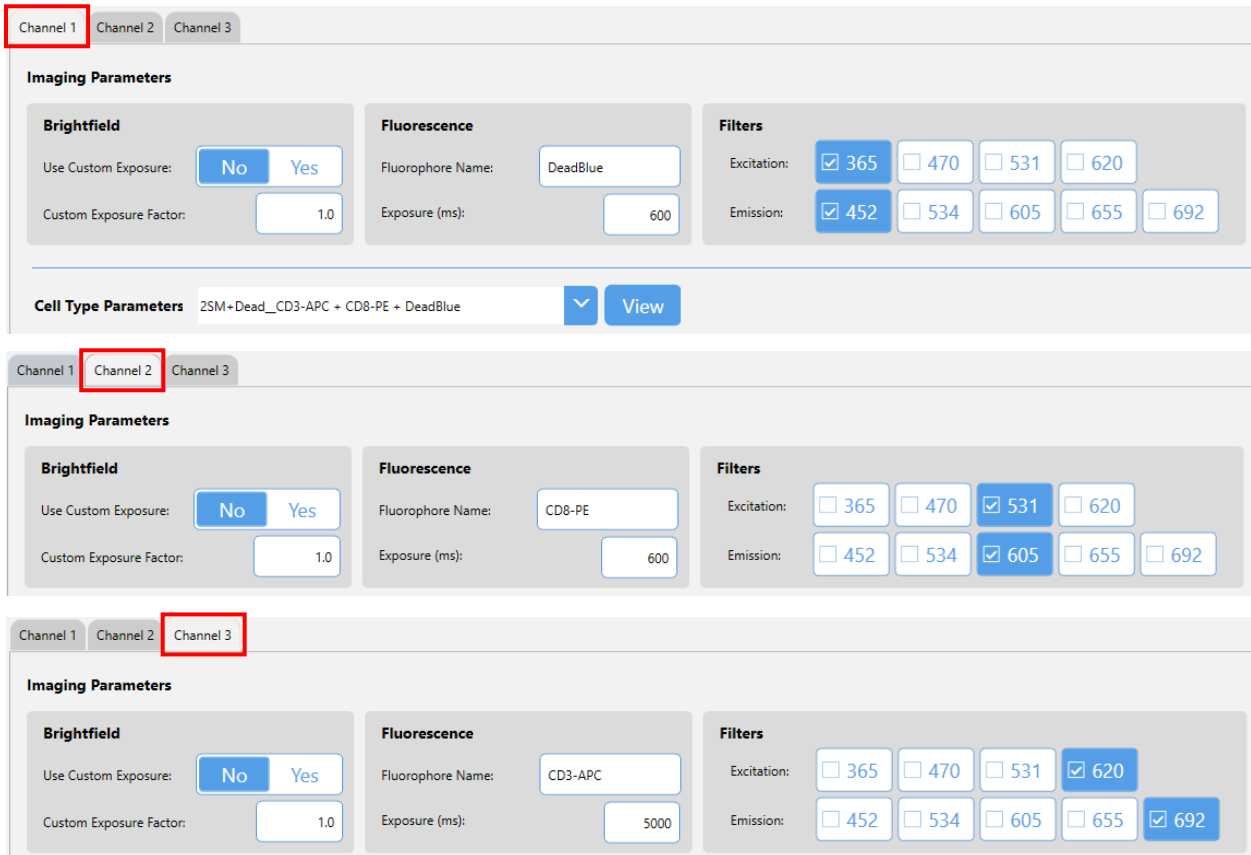 Channel 1 Channel 2 Channel 3
Imaging Parameters
Brightfield Fluorescence Filters
Use Custom Exposure: No Yes Fluorophore Name: DeadBlue Excitation: 365 470 531 620
Custom Exposure Factor: 1.0 Exposure (ms): 600 Emission: 452 534 605 655 692
Cell Type Parameters 2SM+Dead__CD3-APC + CD8-PE + DeadBlue View
Channel 1 Channel 2 Channel 3
Imaging Parameters
Brightfield Fluorescence Filters
Use Custom Exposure: No Yes Fluorophore Name: CD8-PE Excitation: 365 470 531 620
Custom Exposure Factor: 1.0 Exposure (ms): 600 Emission: 452 534 605 655 692
Channel 1 Channel 2 Channel 3
Imaging Parameters
Brightfield Fluorescence Filters
Use Custom Exposure: No Yes Fluorophore Name: CD3-APC Excitation: 365 470 531 620
Custom Exposure Factor: 1.0 Exposure (ms): 5000 Emission: 452 534 605 655 692